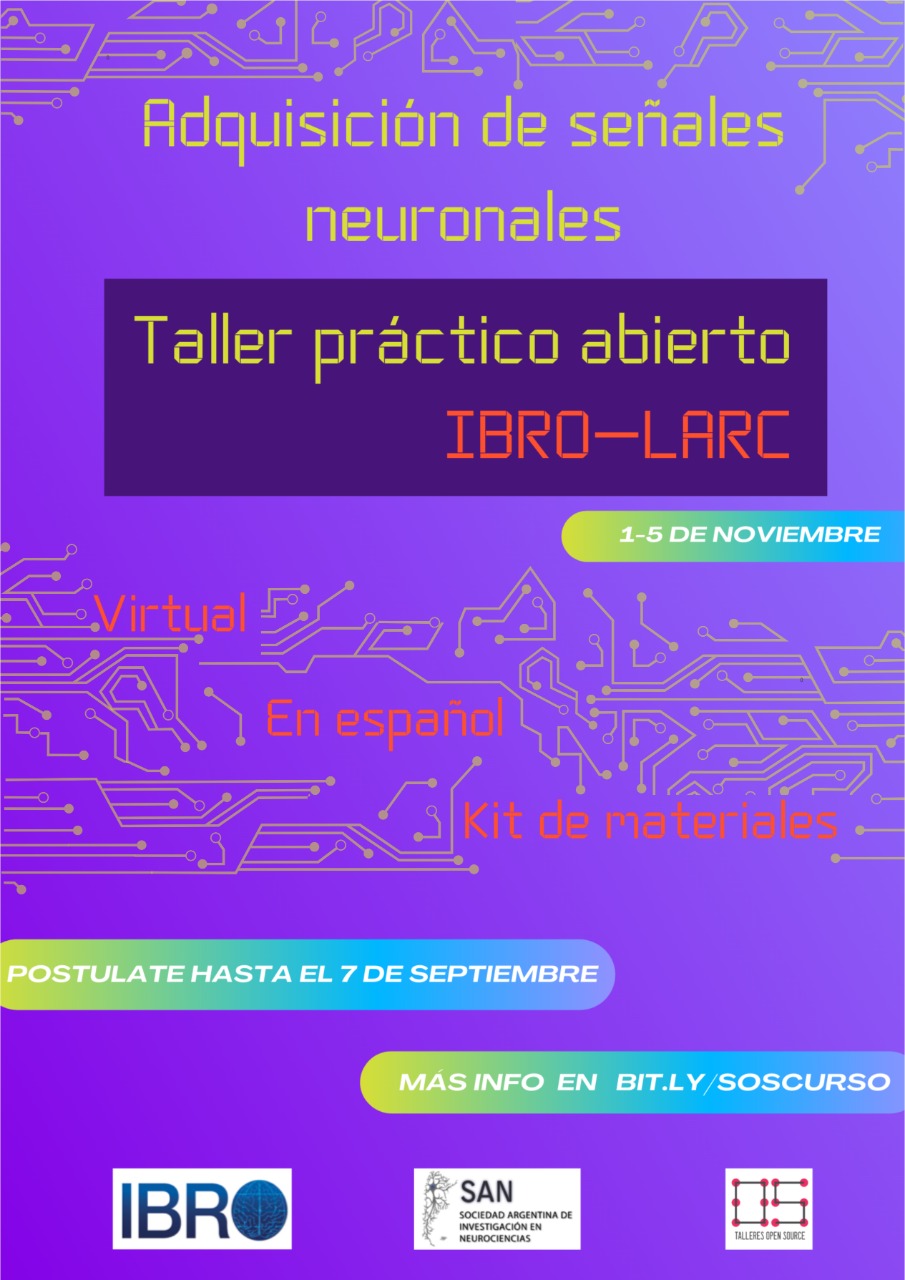 Adquisición de señales
neuronales
Taller práctico abierto
IBRO—LARC
1-5 DE NOVIEMBRE
Virtual
En español
Kit de materiales
POSTULATE HASTA EL 7 DE SEPTIEMBRE
MÁS INFO EN BIT.LY/SOSCURSO
IBRO
SAN
SOCIEDAD ARGENTINA DE
INVESTIGACIÓN EN
NEUROCIENCIAS
OS
TALLERES OPEN SOURCE